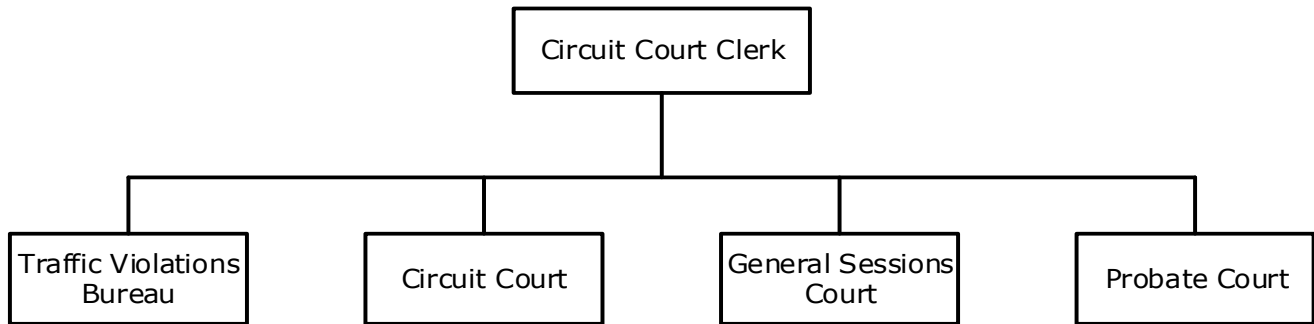 Circuit Court Clerk
Traffic Violations
Bureau
Circuit Court
General Sessions
Court
Probate Court